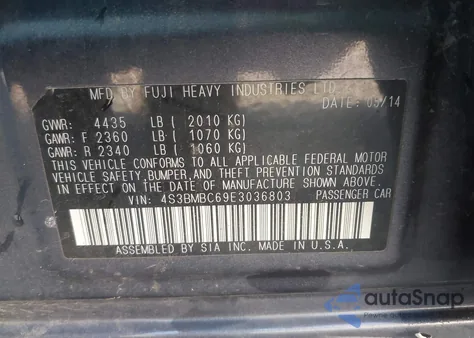 MFD BY FUJI HEAVY INDUSTRIES LTD.
DATE: 05/14
GVWR: 4435 LB ( 2010 KG)
GAWR: F 2360 LB ( 1070 KG)
GAWR: R 2340 LB ( 1060 KG)
THIS VEHICLE CONFORMS TO ALL APPLICABLE FEDERAL MOTOR
VEHICLE SAFETY, BUMPER, AND THEFT PREVENTION STANDARDS
IN EFFECT ON THE DATE OF MANUFACTURE SHOWN ABOVE.
VIN: 4S3BMBC69E3036803 PASSENGER CAR
ASSEMBLED BY SIA INC. MADE IN U.S.A.
autoSnap